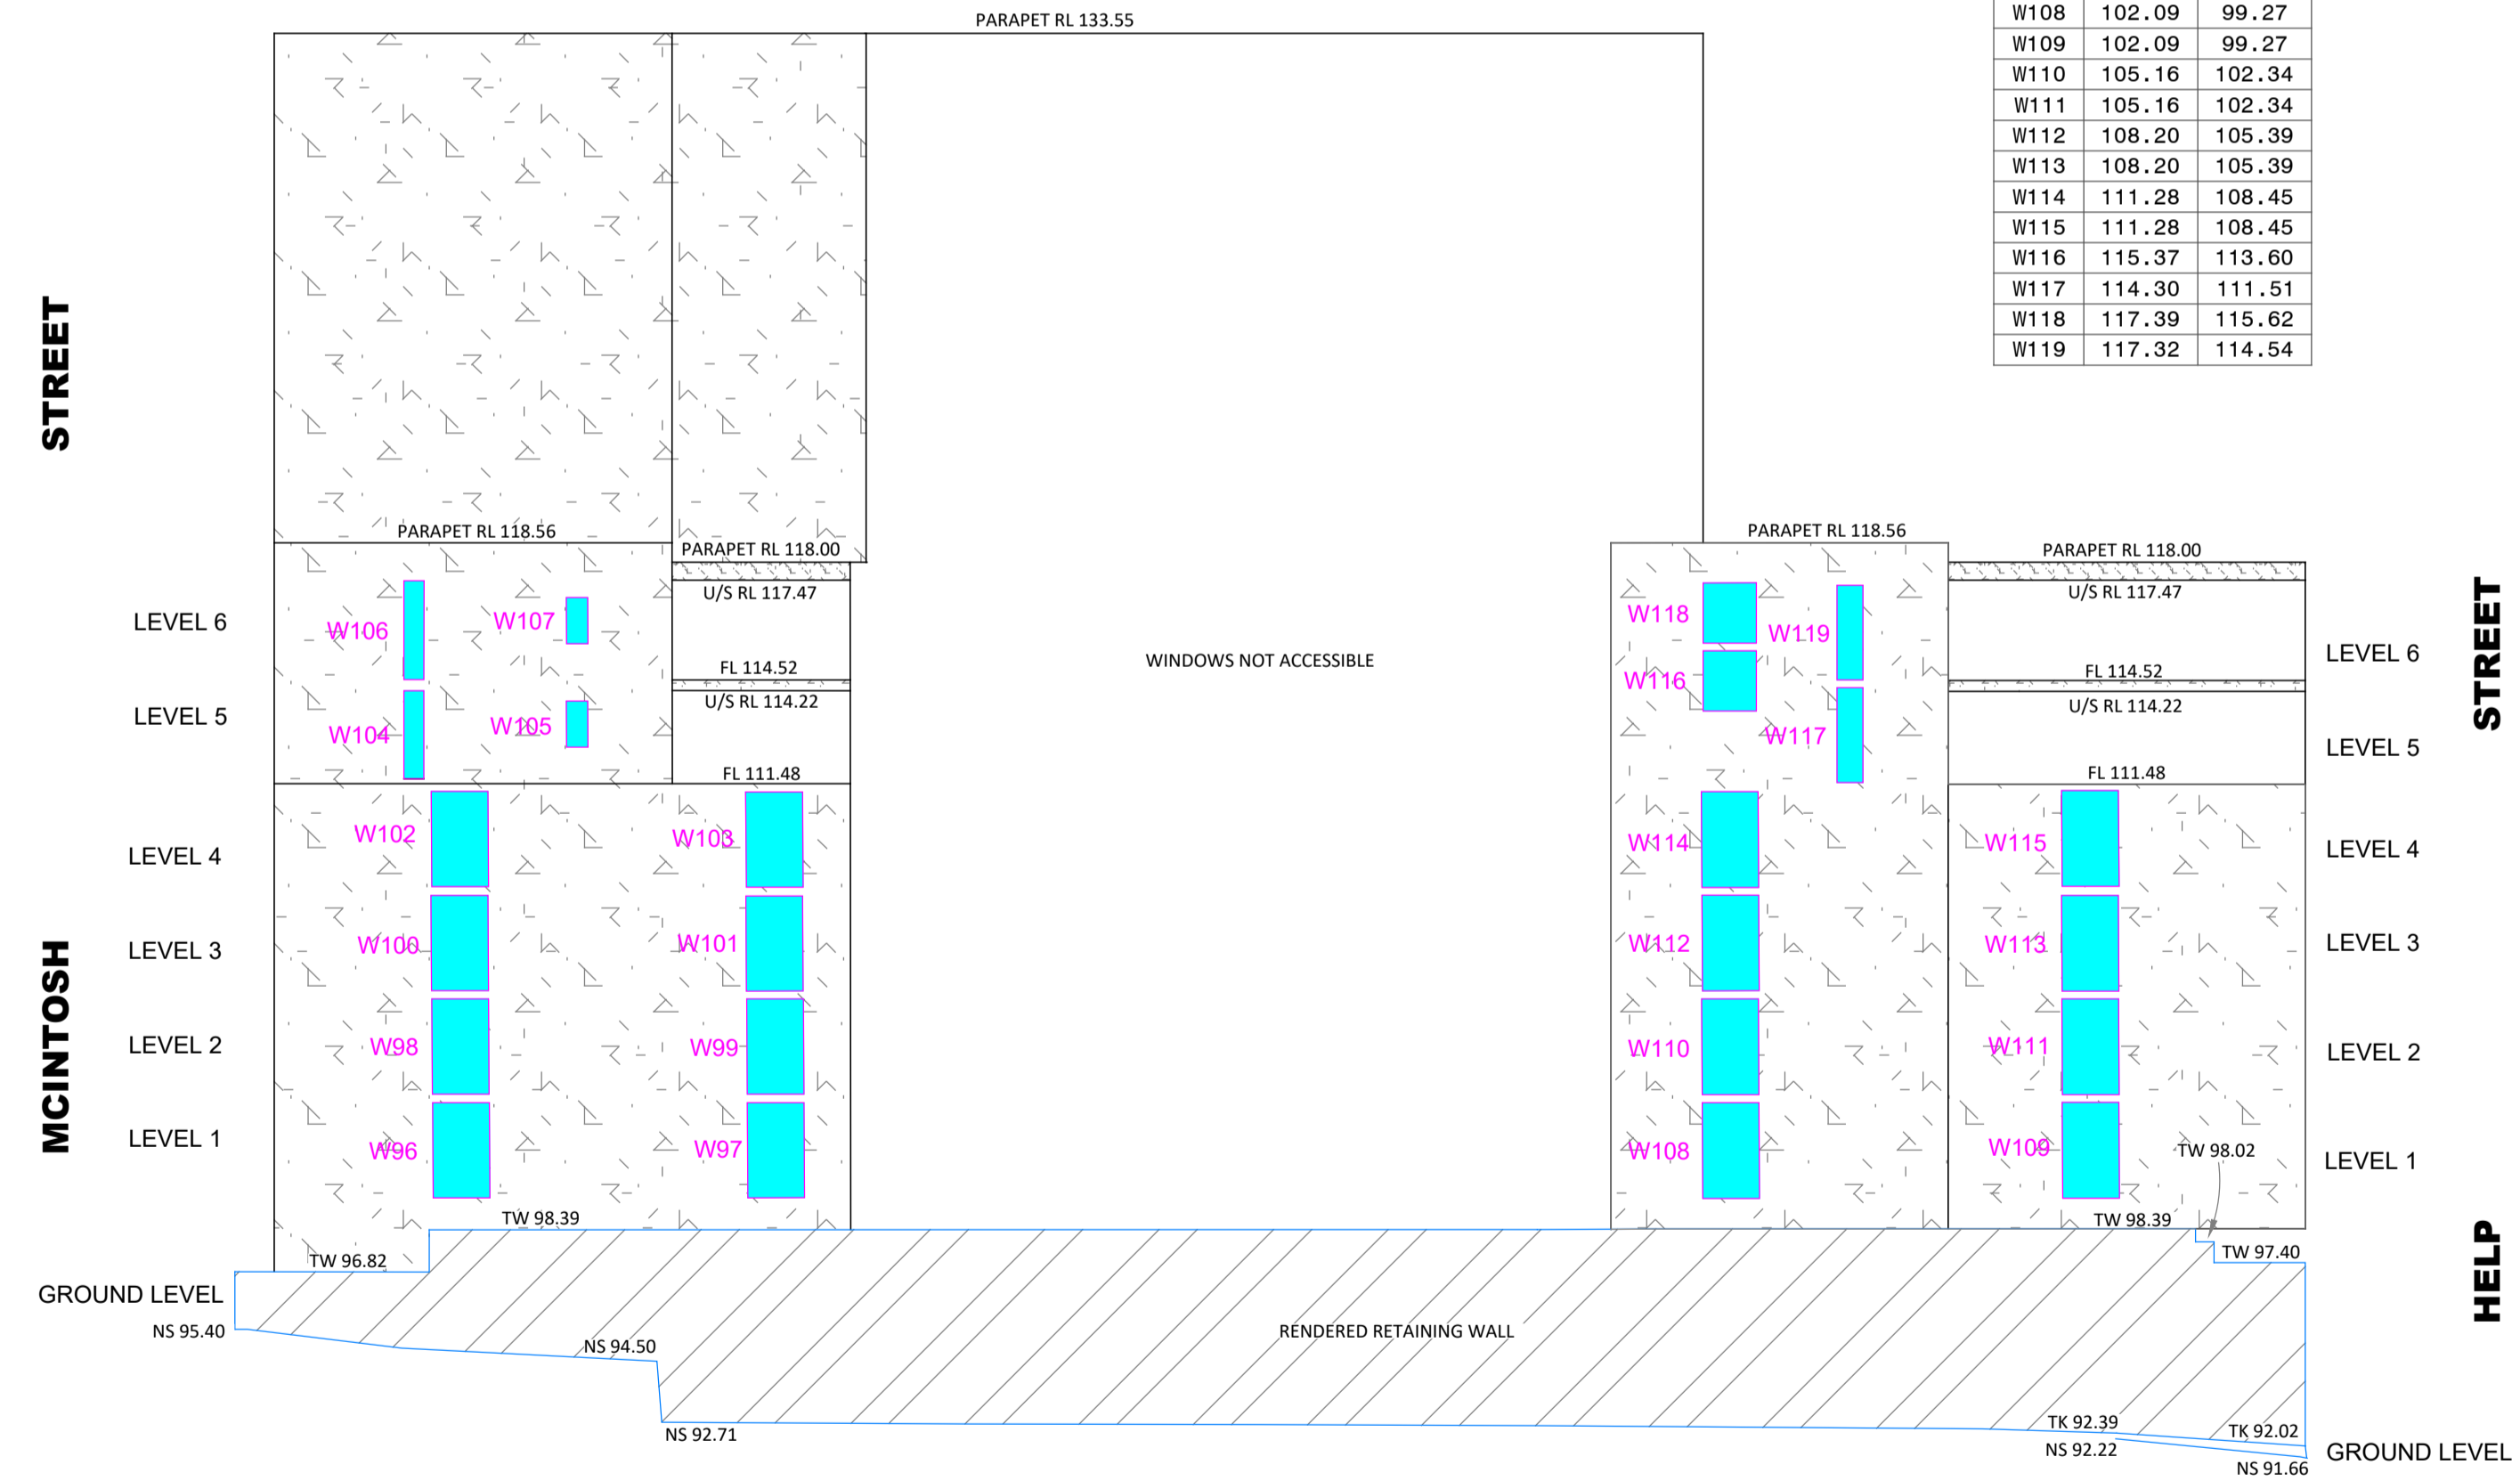 PARAPET RL 133.55
W108 102.09 99.27
W109 102.09 99.27
W110 105.16 102.34
W111 105.16 102.34
W112 108.20 105.39
W113 108.20 105.39
W114 111.28 108.45
W115 111.28 108.45
W116 115.37 113.60
W117 114.30 111.51
W118 117.39 115.62
W119 117.32 114.54
MCINTOSH STREET
HELP STREET
PARAPET RL 118.56
PARAPET RL 118.00
U/S RL 117.47
FL 114.52
U/S RL 114.22
FL 111.48
LEVEL 6
W106
W107
LEVEL 5
W104
W105
LEVEL 4
W102
W103
LEVEL 3
W100
W101
LEVEL 2
W98
W99
LEVEL 1
W96
W97
WINDOWS NOT ACCESSIBLE
PARAPET RL 118.56
PARAPET RL 118.00
U/S RL 117.47
FL 114.52
U/S RL 114.22
FL 111.48
W118
W119
LEVEL 6
W116
W117
LEVEL 5
W114
W115
LEVEL 4
W112
W113
LEVEL 3
W110
W111
LEVEL 2
W108
W109
TW 98.02
LEVEL 1
TW 98.39
TW 98.39
TW 96.82
TW 97.40
GROUND LEVEL
NS 95.40
NS 94.50
RENDERED RETAINING WALL
NS 92.71
TK 92.39
TK 92.02
NS 92.22
GROUND LEVEL
NS 91.66